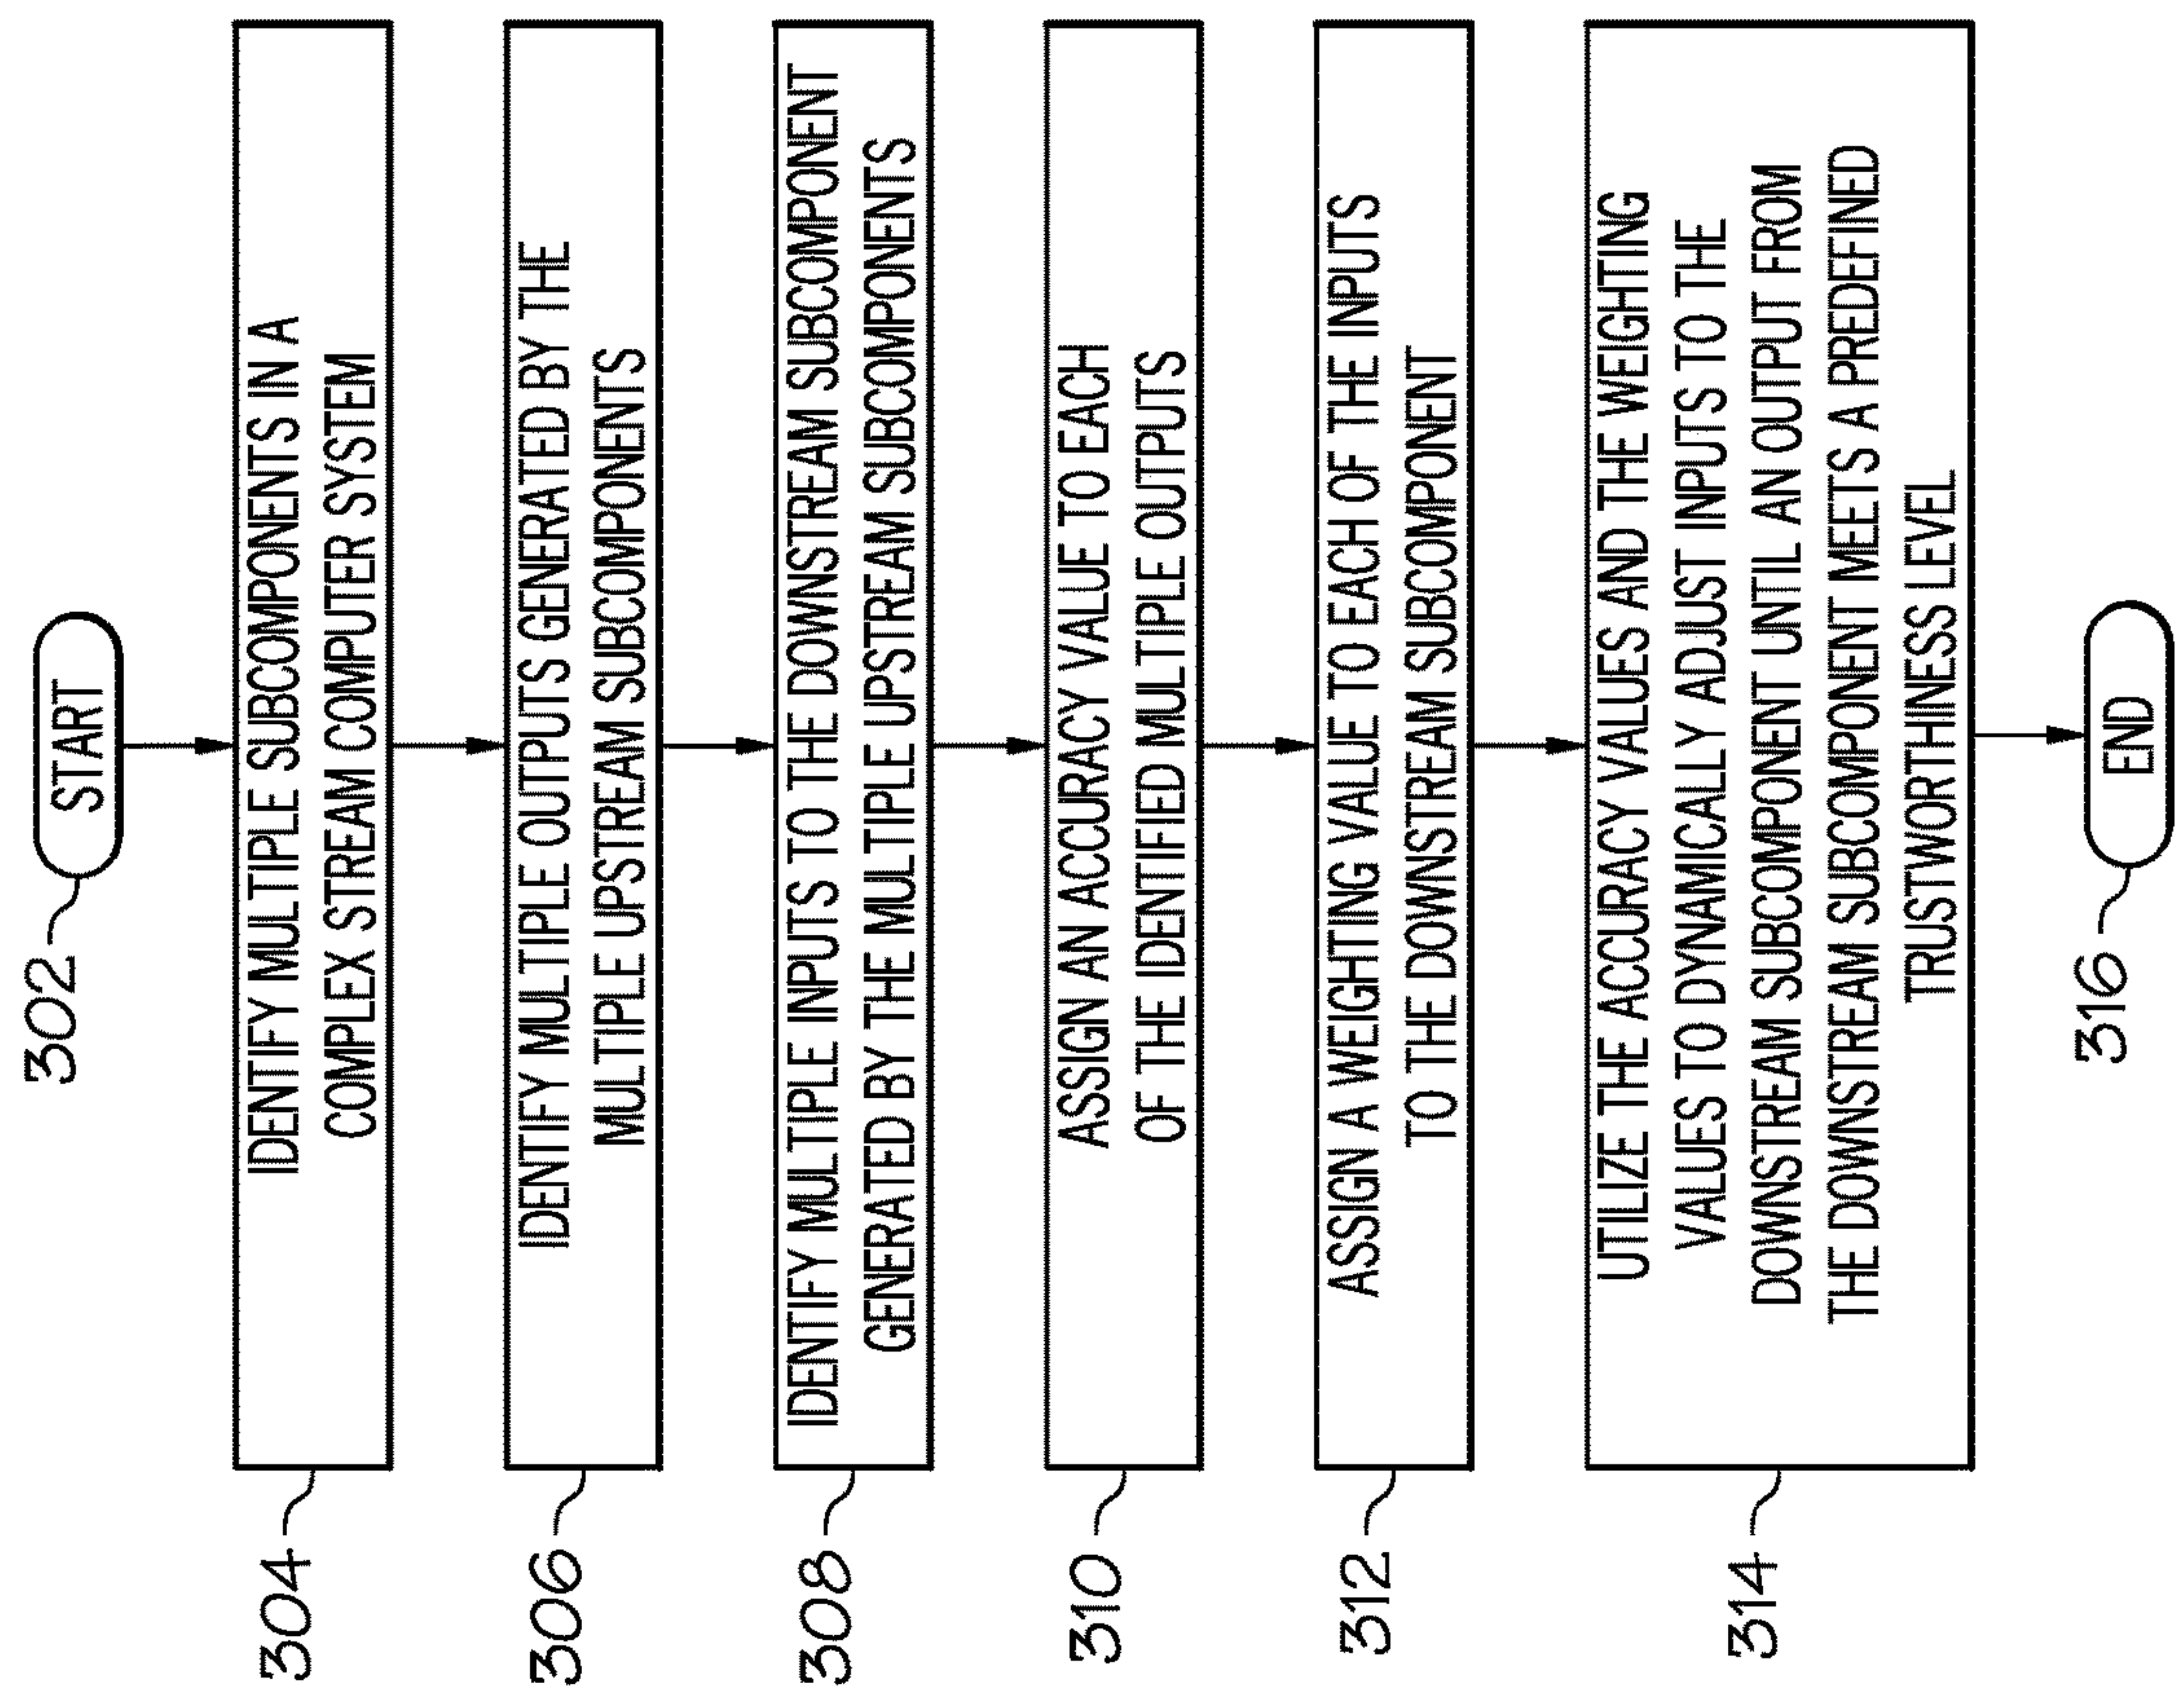 302
START
304
IDENTIFY MULTIPLE SUBCOMPONENTS IN A
COMPLEX STREAM COMPUTER SYSTEM
306
IDENTIFY MULTIPLE OUTPUTS GENERATED BY THE
MULTIPLE UPSTREAM SUBCOMPONENTS
308
IDENTIFY MULTIPLE INPUTS TO THE DOWNSTREAM SUBCOMPONENT
GENERATED BY THE MULTIPLE UPSTREAM SUBCOMPONENTS
310
ASSIGN AN ACCURACY VALUE TO EACH
OF THE IDENTIFIED MULTIPLE OUTPUTS
312
ASSIGN A WEIGHTING VALUE TO EACH OF THE INPUTS
TO THE DOWNSTREAM SUBCOMPONENT
314
UTILIZE THE ACCURACY VALUES AND THE WEIGHTING
VALUES TO DYNAMICALLY ADJUST INPUTS TO THE
DOWNSTREAM SUBCOMPONENT UNTIL AN OUTPUT FROM
THE DOWNSTREAM SUBCOMPONENT MEETS A PREDEFINED
TRUSTWORTHINESS LEVEL
316
END